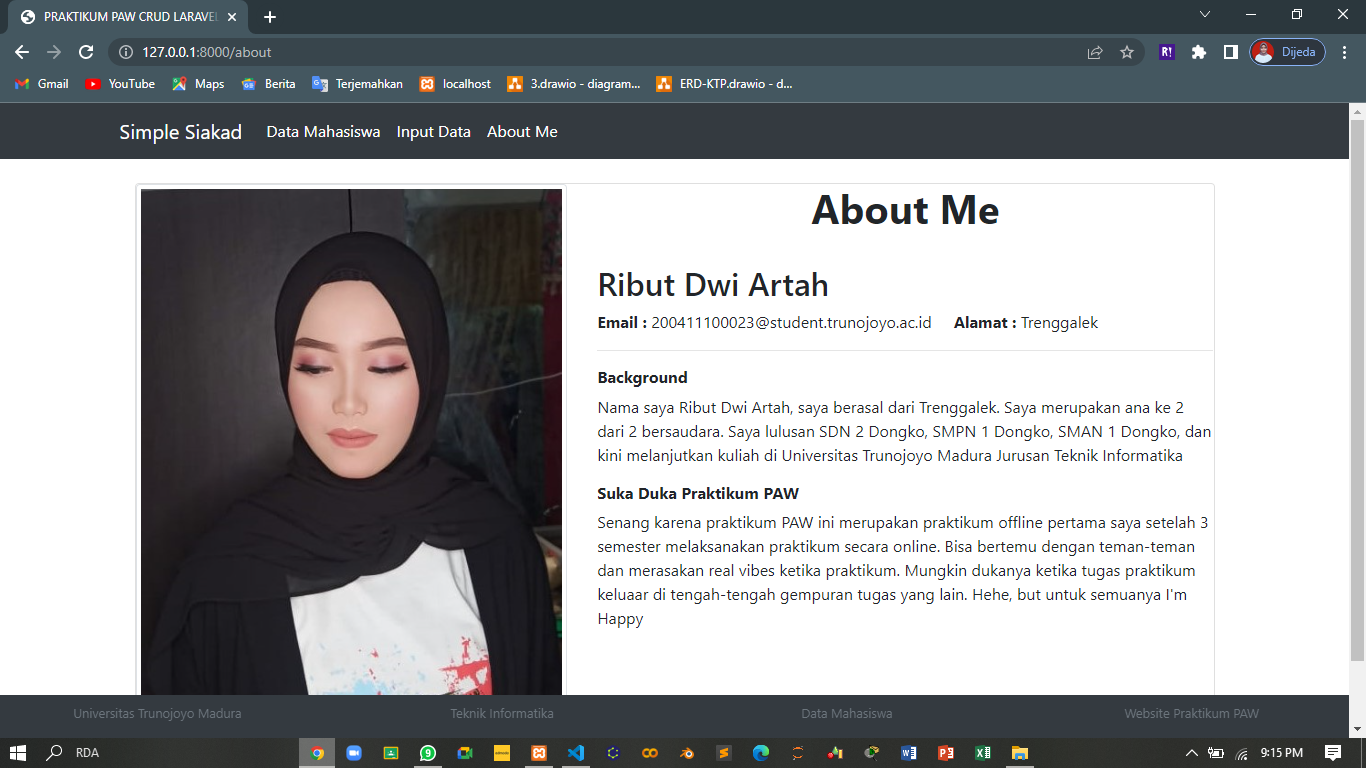 PRAKTIKUM PAW CRUD LARAVEL
127.0.0.1:8000/about
R!
Dijeda
Gmail
YouTube
Maps
Berita
Terjemahkan
localhost
3.drawio - diagram...
ERD-KTP.drawio - d...
Simple Siakad
Data Mahasiswa
Input Data
About Me
About Me
Ribut Dwi Artah
Email : 200411100023@student.trunojoyo.ac.id Alamat : Trenggalek
Background
Nama saya Ribut Dwi Artah, saya berasal dari Trenggalek. Saya merupakan ana ke 2
dari 2 bersaudara. Saya lulusan SDN 2 Dongko, SMPN 1 Dongko, SMAN 1 Dongko, dan
kini melanjutkan kuliah di Universitas Trunojoyo Madura Jurusan Teknik Informatika
Suka Duka Praktikum PAW
Senang karena praktikum PAW ini merupakan praktikum offline pertama saya setelah 3
semester melaksanakan praktikum secara online. Bisa bertemu dengan teman-teman
dan merasakan real vibes ketika praktikum. Mungkin dukanya ketika tugas praktikum
keluaar di tengah-tengah gempuran tugas yang lain. Hehe, but untuk semuanya I'm
Happy
Universitas Trunojoyo Madura
Teknik Informatika
Data Mahasiswa
Website Praktikum PAW
RDA
9
9:15 PM